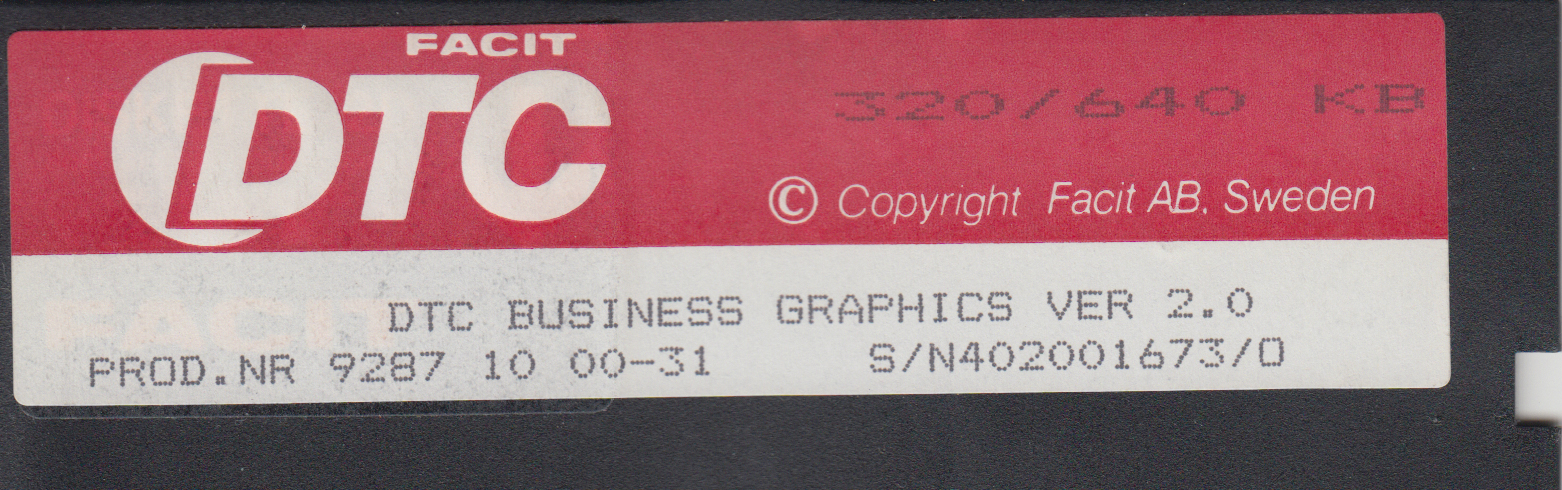 FACIT
DTC
320/640 KB
© Copyright Facit AB. Sweden
DTC BUSINESS GRAPHICS VER 2.0
PROD.NR 9287 10 00-31 S/N402001673/0